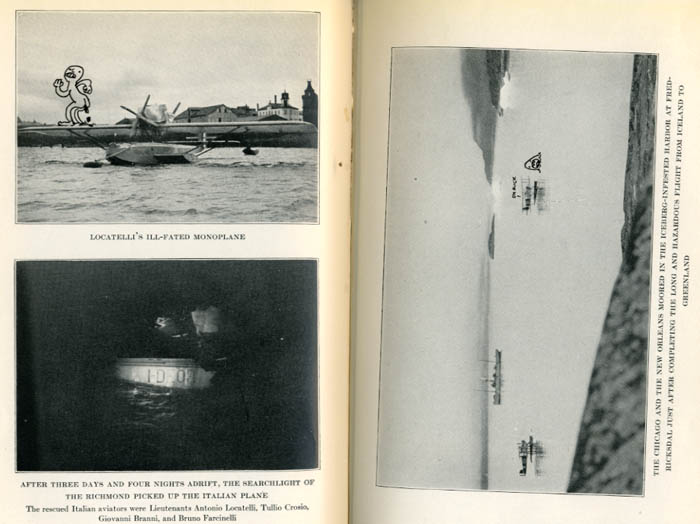 LOCATELLI'S ILL-FATED MONOPLANE
AFTER THREE DAYS AND FOUR NIGHTS ADRIFT, THE SEARCHLIGHT OF
THE RICHMOND PICKED UP THE ITALIAN PLANE
The rescued Italian aviators were Lieutenants Antonio Locatelli, Tullio Crosio,
Giovanni Branni, and Bruno Farcinelli
THE CHICAGO AND THE NEW ORLEANS MOORED IN THE ICEBERG-INFESTED HARBOR AT FRED-
RICKSDAL JUST AFTER COMPLETING THE LONG AND HAZARDOUS FLIGHT FROM ICELAND TO
GREENLAND